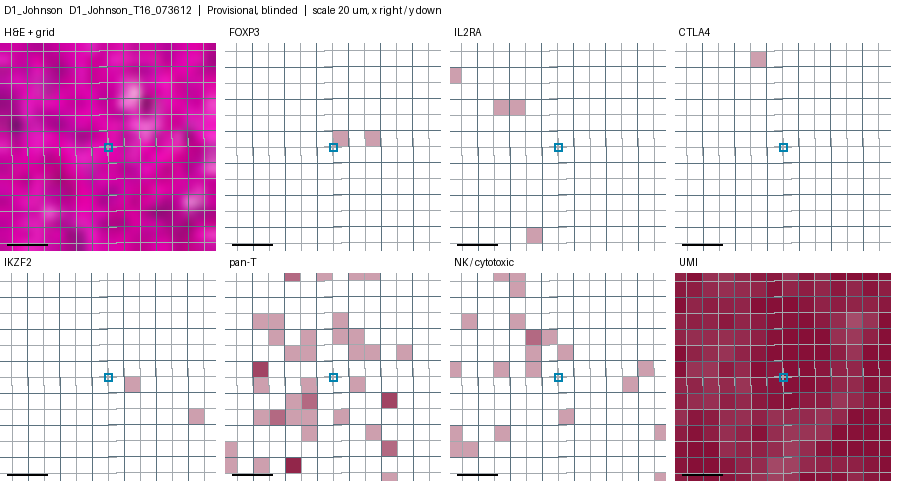 D1_Johnson D1_Johnson_T16_073612 | Provisional, blinded | scale 20 um, x right / y down
H&E + grid
FOXP3
IL2RA
CTLA4
IKZF2
pan-T
NK / cytotoxic
UMI